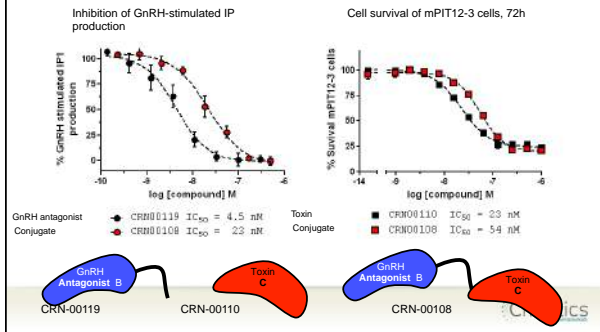 Inhibition of GnRH-stimulated IP
production
Cell survival of mPIT12-3 cells, 72h
% GnRH stimulated IP1
production
100
75
50
25
0
-10
-9
-8
-7
-6
log [compound] M
% Survival mPIT12-3 cells
100
75
50
25
0
-14
-9
-8
-7
-6
log [compound] M
GnRH antagonist
Conjugate
CRN00119 IC50 = 4.5 nM
CRN00108 IC50 = 23 nM
Toxin
Conjugate
CRN00110 IC50 = 23 nM
CRN00108 IC50 = 54 nM
GnRH
Antagonist B
CRN-00119
Toxin
C
CRN-00110
GnRH
Antagonist B
CRN-00108
Toxin
C